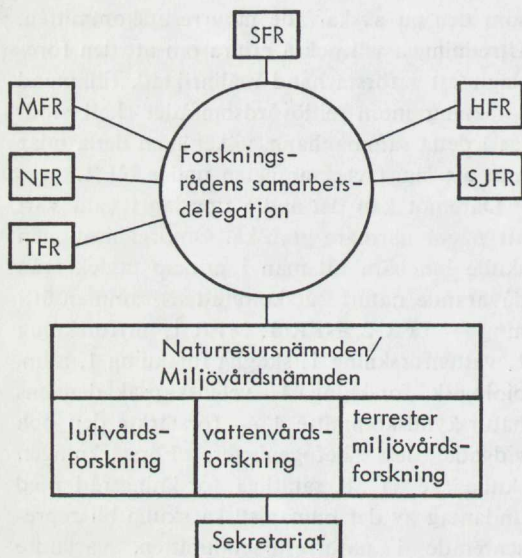 SFR
MFR
HFR
NFR
SJFR
TFR
Forsknings-
rådens samarbets-
delegation
Naturresursnämnden/
Miljövårdsnämnden
luftvårds-
forskning
vattenvårds-
forskning
terrester
miljövårds-
forskning
Sekretariat